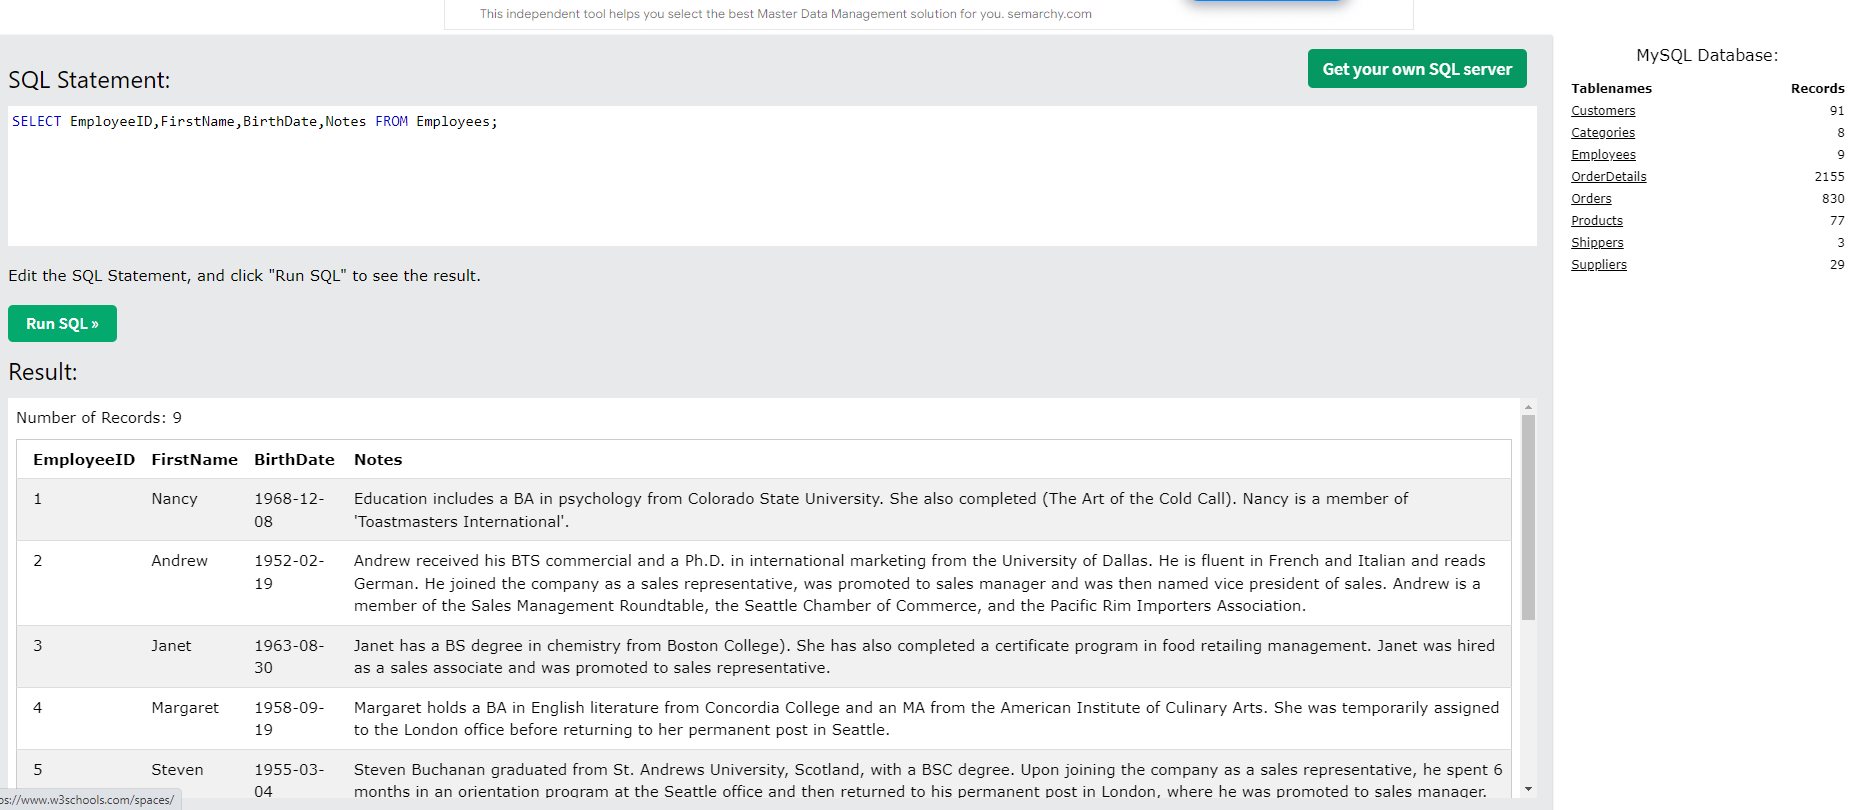 This independent tool helps you select the best Master Data Management solution for you. semarchy.com
Get your own SQL server
SQL Statement:
SELECT EmployeeID,FirstName,BirthDate,Notes FROM Employees;
Edit the SQL Statement, and click "Run SQL" to see the result.
Run SQL »
Result:
Number of Records: 9
EmployeeID FirstName BirthDate Notes
1 Nancy 1968-12- Education includes a BA in psychology from Colorado State University. She also completed (The Art of the Cold Call). Nancy is a member of
08 'Toastmasters International'.
2 Andrew 1952-02- Andrew received his BTS commercial and a Ph.D. in international marketing from the University of Dallas. He is fluent in French and Italian and reads
19 German. He joined the company as a sales representative, was promoted to sales manager and was then named vice president of sales. Andrew is a
member of the Sales Management Roundtable, the Seattle Chamber of Commerce, and the Pacific Rim Importers Association.
3 Janet 1963-08- Janet has a BS degree in chemistry from Boston College). She has also completed a certificate program in food retailing management. Janet was hired
30 as a sales associate and was promoted to sales representative.
4 Margaret 1958-09- Margaret holds a BA in English literature from Concordia College and an MA from the American Institute of Culinary Arts. She was temporarily assigned
19 to the London office before returning to her permanent post in Seattle.
5 Steven 1955-03- Steven Buchanan graduated from St. Andrews University, Scotland, with a BSC degree. Upon joining the company as a sales representative, he spent 6
04 months in an orientation program at the Seattle office and then returned to his permanent post in London, where he was promoted to sales manager.
ps://www.w3schools.com/spaces/
MySQL Database:
Tablenames Records
Customers 91
Categories 8
Employees 9
OrderDetails 2155
Orders 830
Products 77
Shippers 3
Suppliers 29